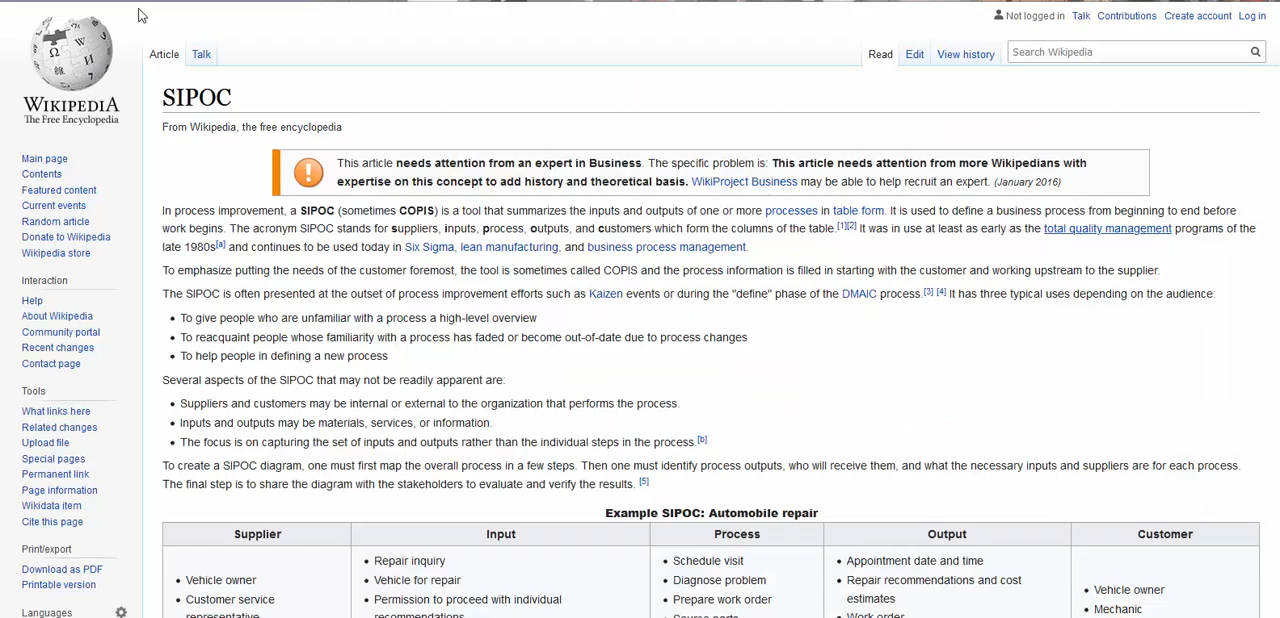 Not logged in Talk Contributions Create account Log in
Article Talk Read Edit View history Search Wikipedia
WIKIPEDIA
The Free Encyclopedia
Main page
Contents
Featured content
Current events
Random article
Donate to Wikipedia
Wikipedia store
Interaction
Help
About Wikipedia
Community portal
Recent changes
Contact page
Tools
What links here
Related changes
Upload file
Special pages
Permanent link
Page information
Wikidata item
Cite this page
Print/export
Download as PDF
Printable version
Languages
SIPOC
From Wikipedia, the free encyclopedia
This article needs attention from an expert in Business. The specific problem is: This article needs attention from more Wikipedians with
expertise on this concept to add history and theoretical basis. WikiProject Business may be able to help recruit an expert. (January 2016)
In process improvement, a SIPOC (sometimes COPIS) is a tool that summarizes the inputs and outputs of one or more processes in table form. It is used to define a business process from beginning to end before
work begins. The acronym SIPOC stands for suppliers, inputs, process, outputs, and customers which form the columns of the table.[1][2] It was in use at least as early as the total quality management programs of the
late 1980s[a] and continues to be used today in Six Sigma, lean manufacturing, and business process management.
To emphasize putting the needs of the customer foremost, the tool is sometimes called COPIS and the process information is filled in starting with the customer and working upstream to the supplier.
The SIPOC is often presented at the outset of process improvement efforts such as Kaizen events or during the "define" phase of the DMAIC process.[3] [4] It has three typical uses depending on the audience:
• To give people who are unfamiliar with a process a high-level overview
• To reacquaint people whose familiarity with a process has faded or become out-of-date due to process changes
• To help people in defining a new process
Several aspects of the SIPOC that may not be readily apparent are:
• Suppliers and customers may be internal or external to the organization that performs the process.
• Inputs and outputs may be materials, services, or information.
• The focus is on capturing the set of inputs and outputs rather than the individual steps in the process.[b]
To create a SIPOC diagram, one must first map the overall process in a few steps. Then one must identify process outputs, who will receive them, and what the necessary inputs and suppliers are for each process.
The final step is to share the diagram with the stakeholders to evaluate and verify the results. [5]
Example SIPOC: Automobile repair
Supplier Input Process Output Customer
• Vehicle owner
• Customer service
representative
• Repair inquiry
• Vehicle for repair
• Permission to proceed with individual
recommendations
• Schedule visit
• Diagnose problem
• Prepare work order
• Source parts
• Appointment date and time
• Repair recommendations and cost
estimates
• Work order
• Vehicle owner
• Mechanic